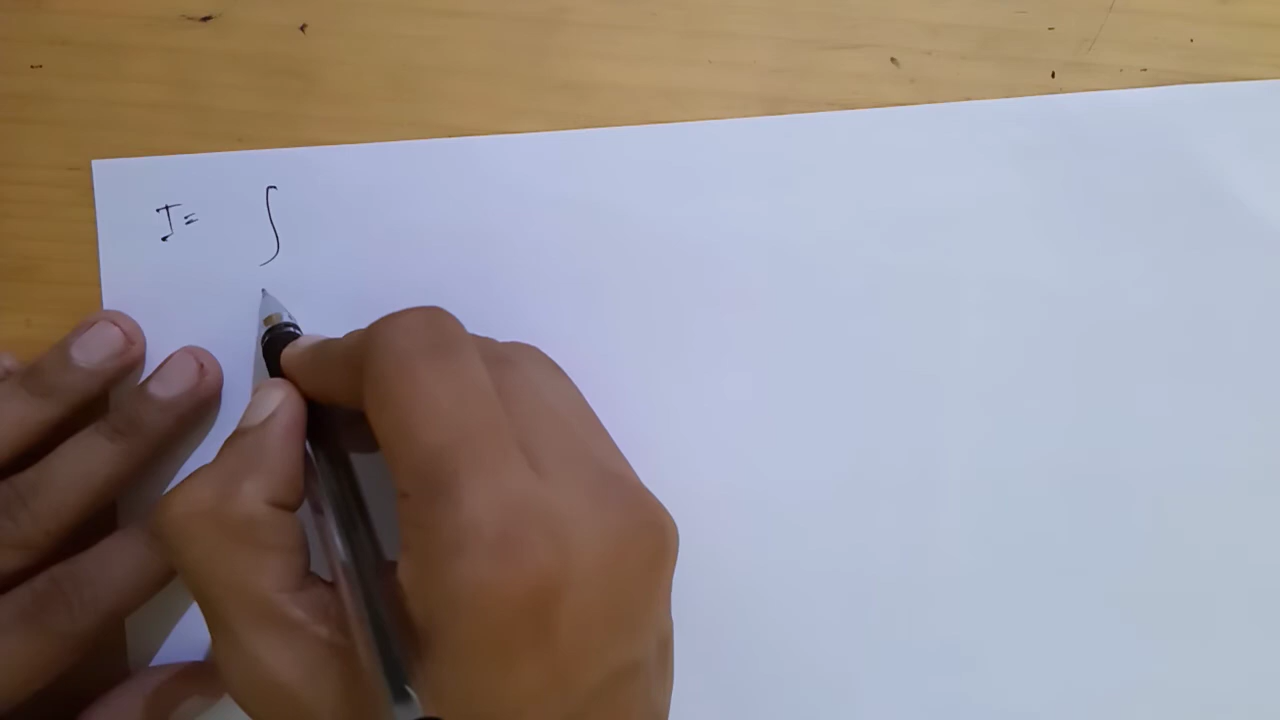 I = ∫